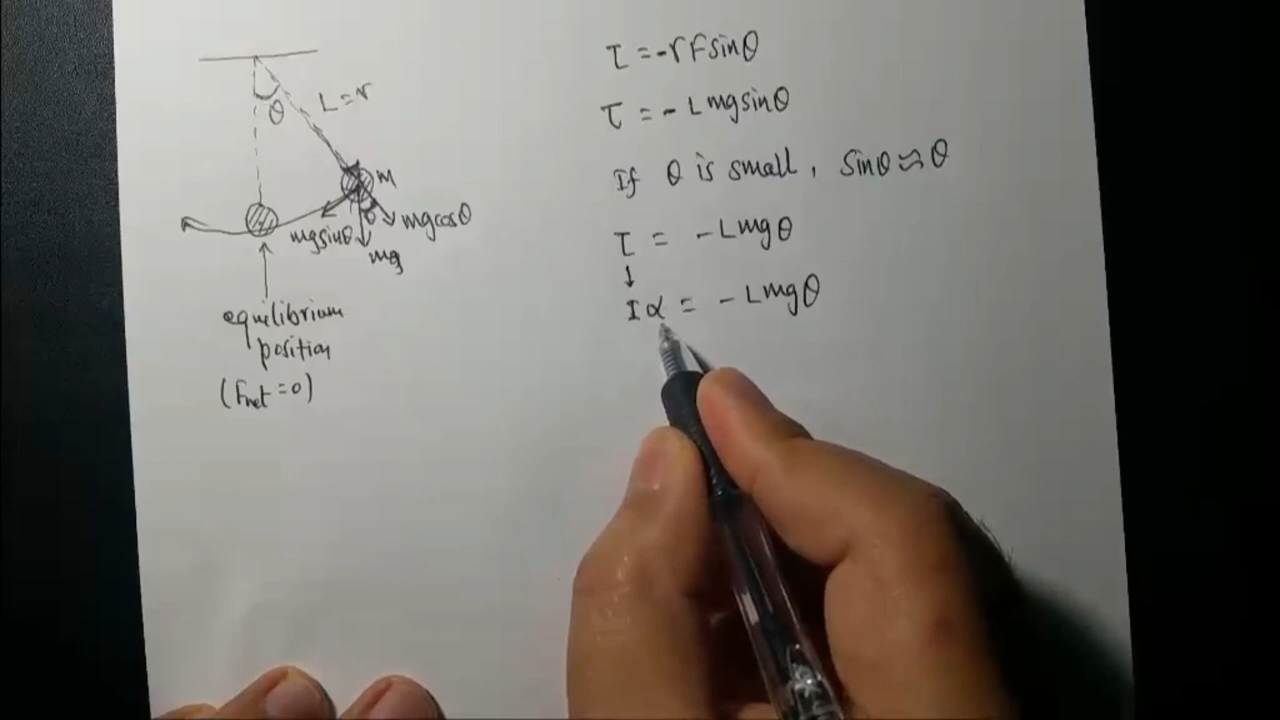 θ
L=r
m
θ
mgcosθ
mgsinθ
mg
equilibrium
position
(Fnet=0)
τ = -rFsinθ
τ = - Lmgsinθ
If θ is small, sinθ≈θ
τ = -Lmgθ
↓
Iα = - Lmgθ